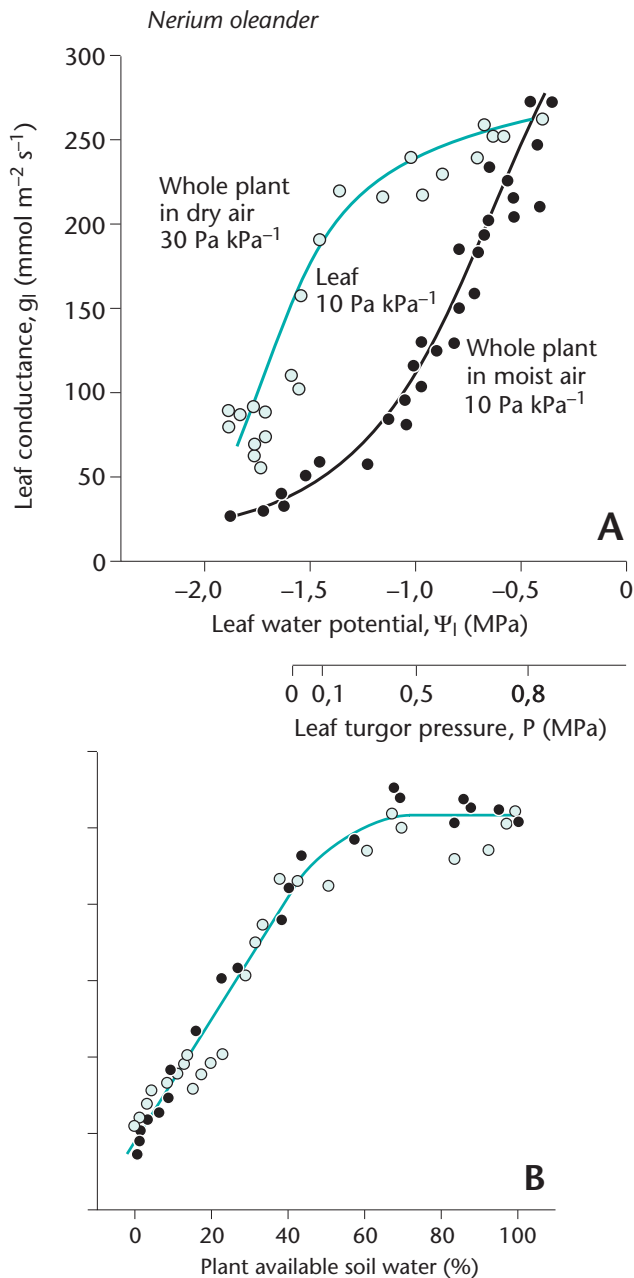 Nerium oleander
300
250
200
150
100
50
0
Leaf conductance, gₗ (mmol m⁻² s⁻¹)
Whole plant
in dry air
30 Pa kPa⁻¹
Leaf
10 Pa kPa⁻¹
Whole plant
in moist air
10 Pa kPa⁻¹
A
–2,0 –1,5 –1,0 –0,5 0
Leaf water potential, Ψₗ (MPa)
0 0,1 0,5 0,8
Leaf turgor pressure, P (MPa)
B
0 20 40 60 80 100
Plant available soil water (%)